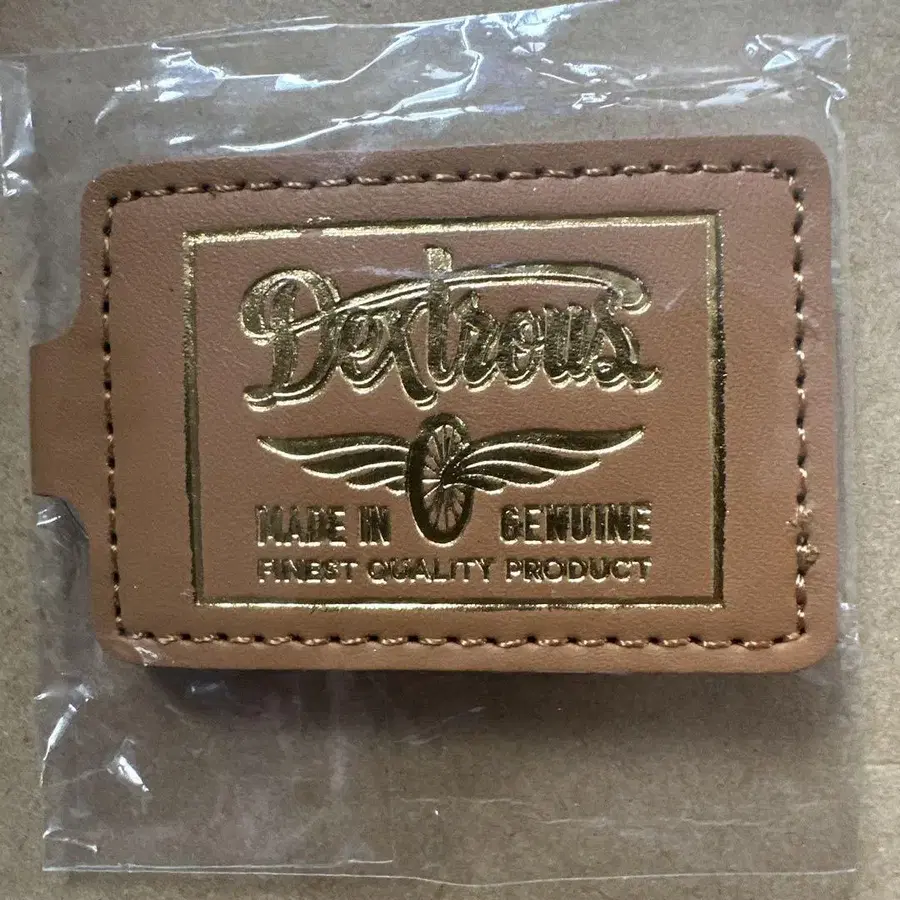 Dextrous
MADE IN GENUINE
FINEST QUALITY PRODUCT